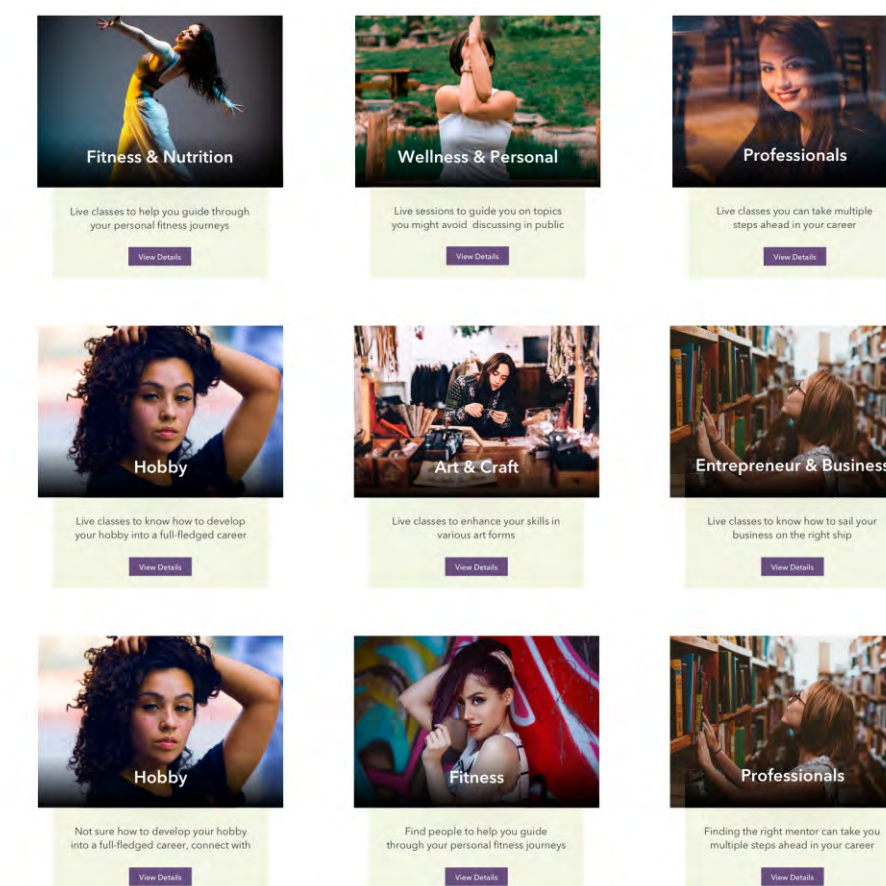 Fitness & Nutrition
Live classes to help you guide through
your personal fitness journeys
View Details
Wellness & Personal
Live sessions to guide you on topics
you might avoid discussing in public
View Details
Professionals
Live classes you can take multiple
steps ahead in your career
View Details
Hobby
Live classes to know how to develop
your hobby into a full-fledged career
View Details
Art & Craft
Live classes to enhance your skills in
various art forms
View Details
Entrepreneur & Business
Live classes to know how to sail your
business on the right ship
View Details
Hobby
Not sure how to develop your hobby
into a full-fledged career, connect with
View Details
Fitness
Find people to help you guide
through your personal fitness journeys
View Details
Professionals
Finding the right mentor can take you
multiple steps ahead in your career
View Details